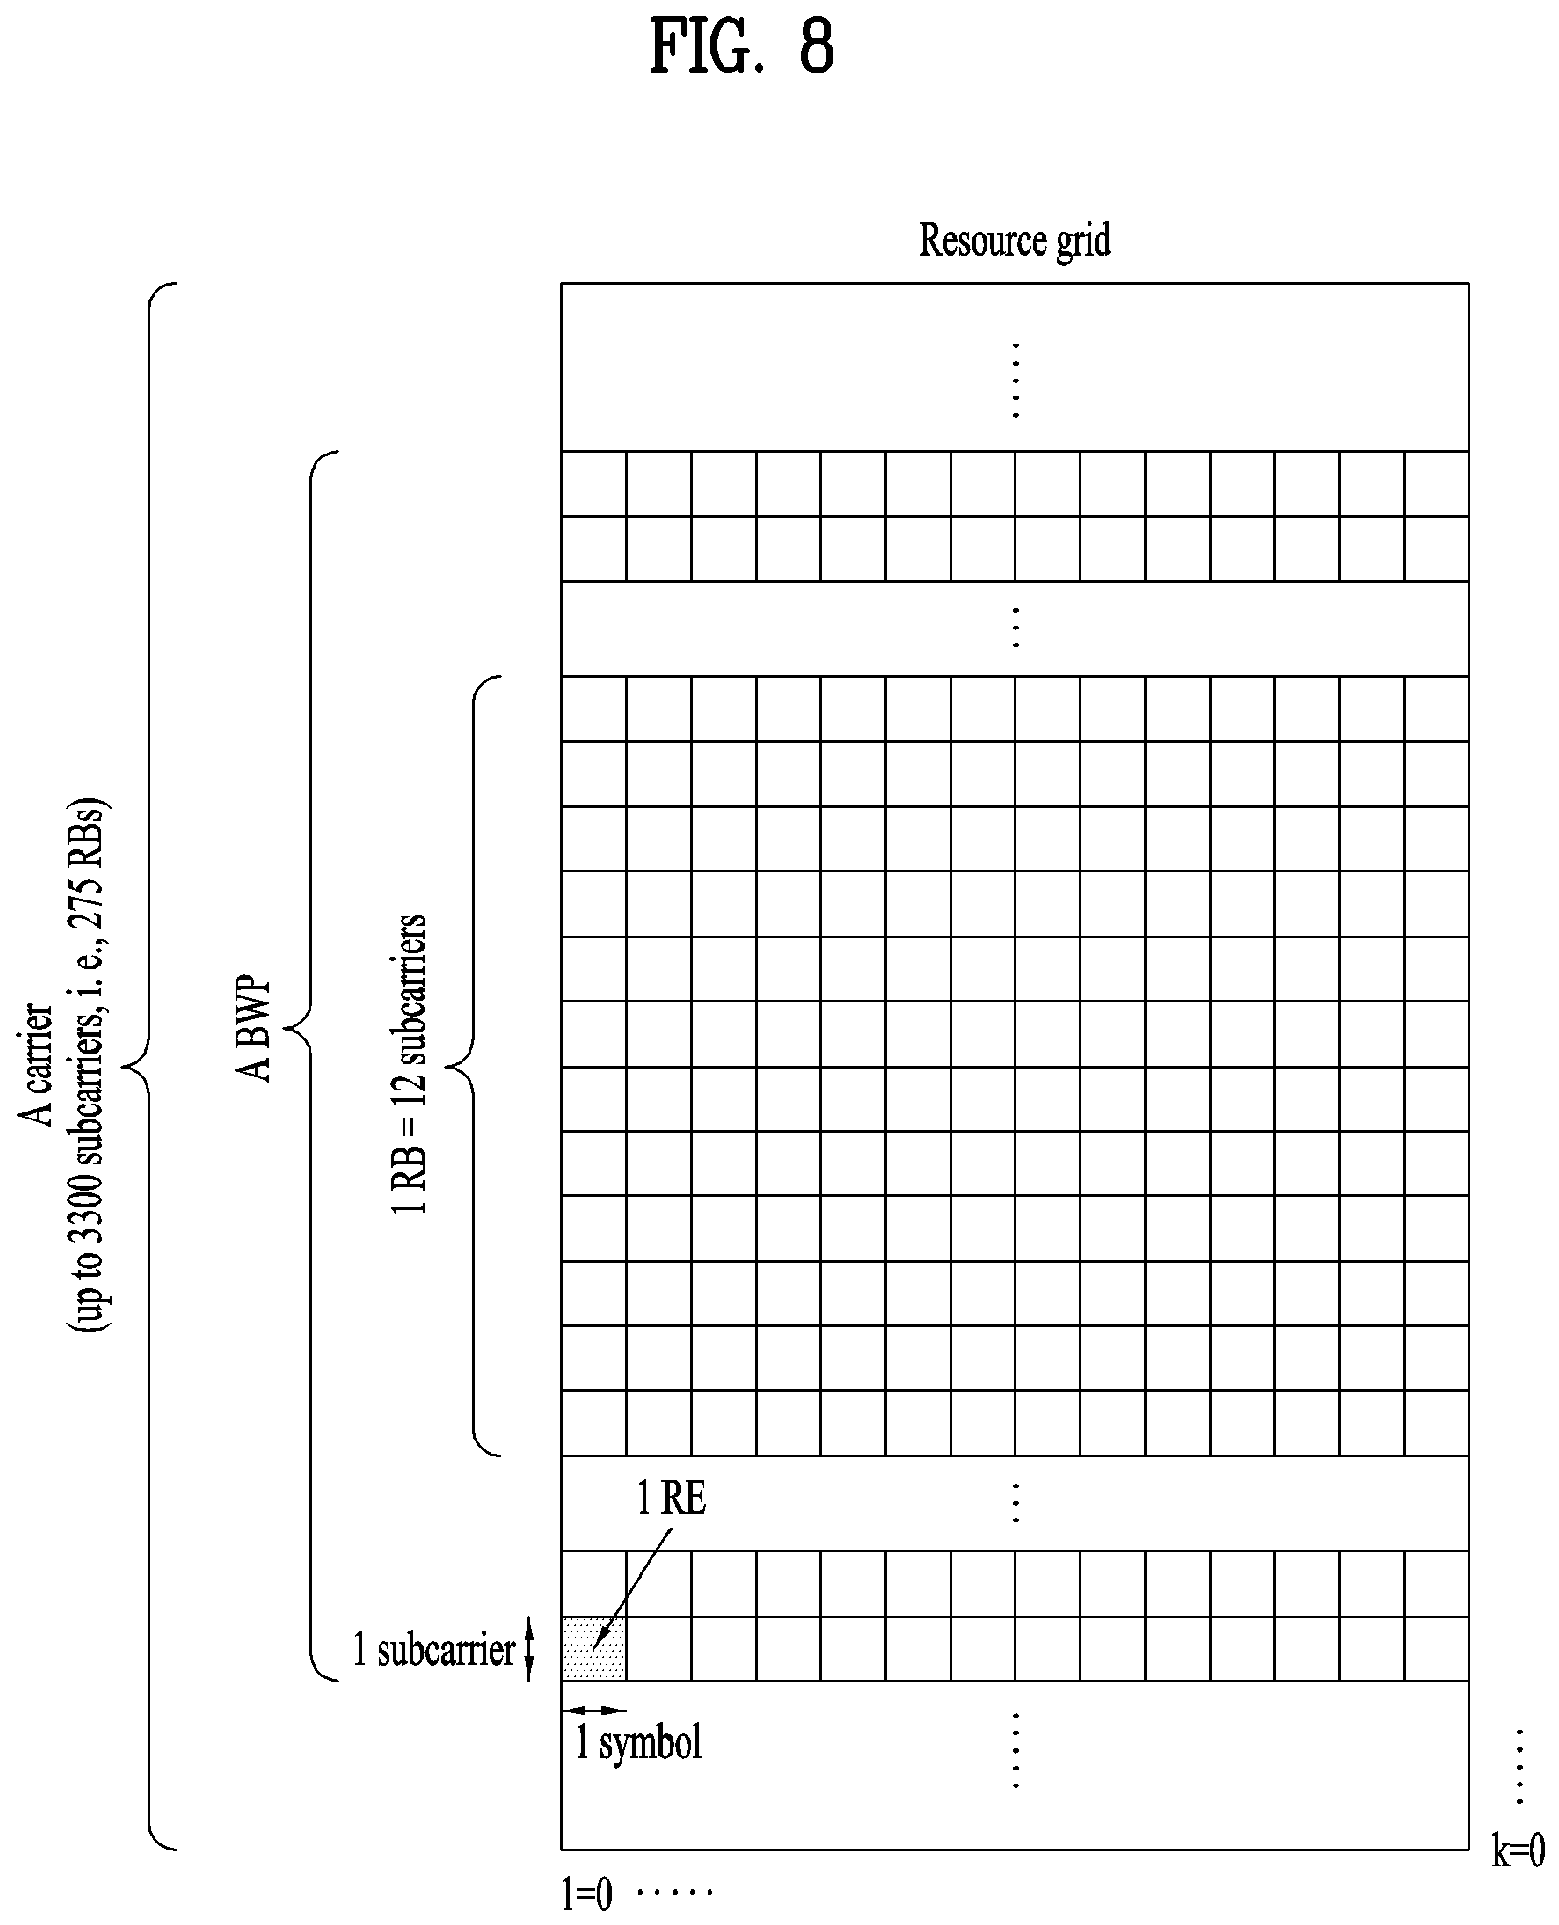 FIG. 8
Resource grid
A carrier
(up to 3300 subcarriers, i. e., 275 RBs)
A BWP
1 RB = 12 subcarriers
1 RE
1 subcarrier
1 symbol
k=0
l=0 ·····